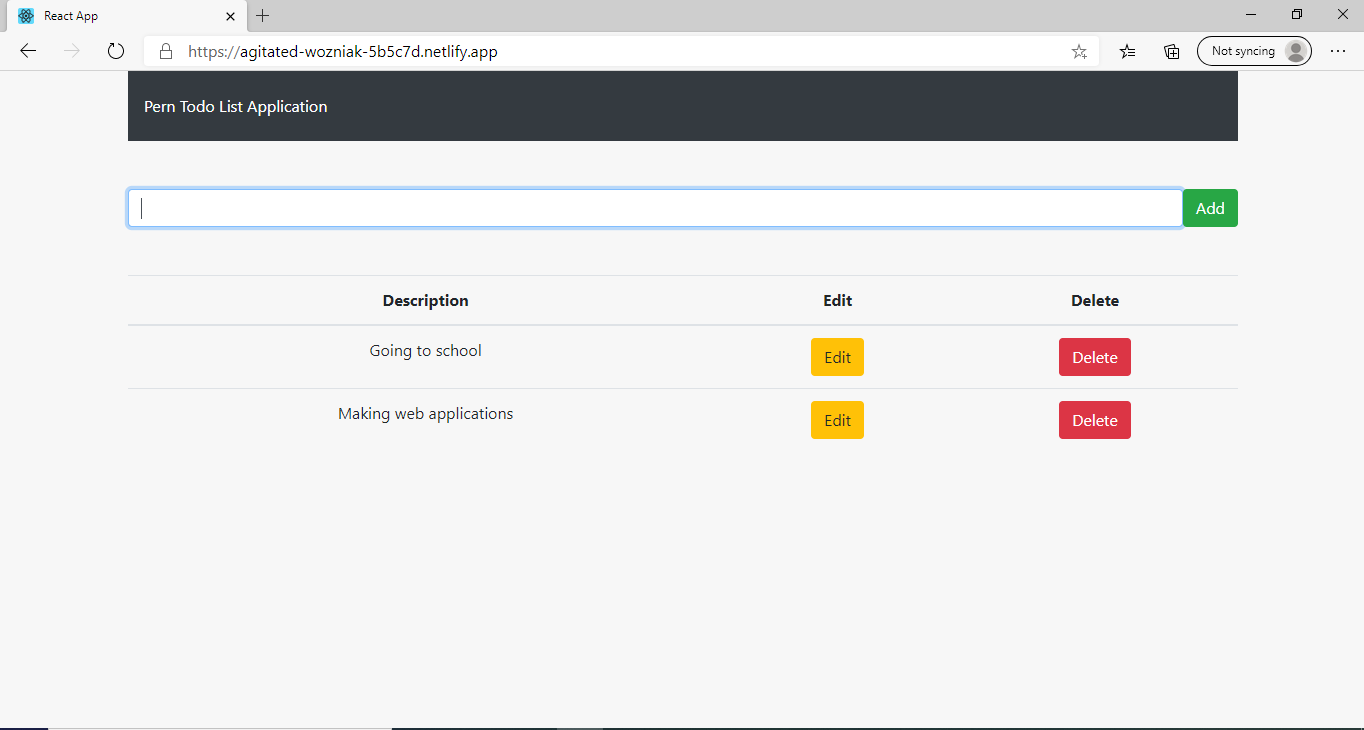 React App
https://agitated-wozniak-5b5c7d.netlify.app
Not syncing
Pern Todo List Application
Add
Description Edit Delete
Going to school Edit Delete
Making web applications Edit Delete